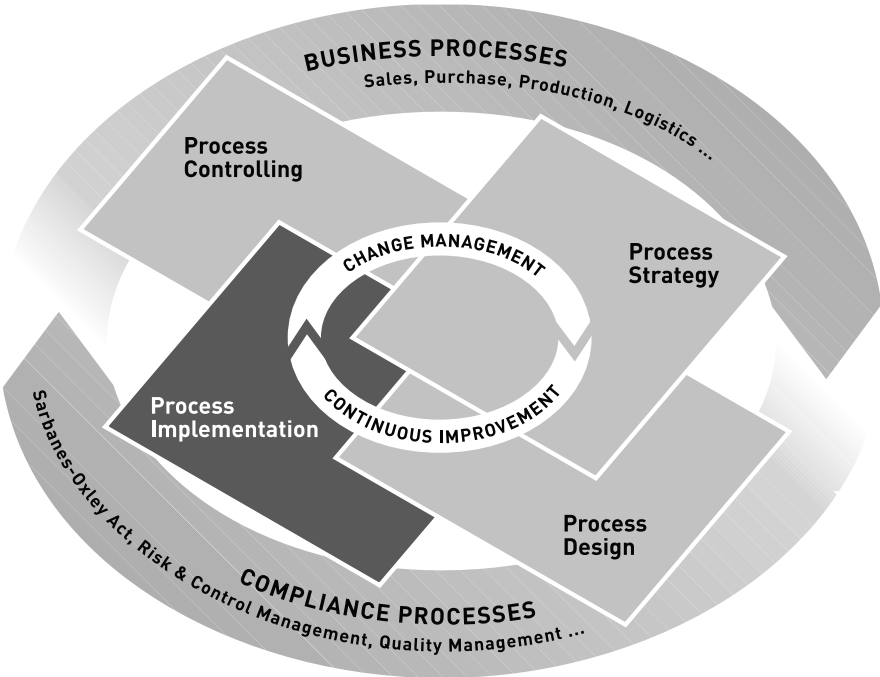 BUSINESS PROCESSES
Sales, Purchase, Production, Logistics ...
Process
Controlling
CHANGE MANAGEMENT
Process
Strategy
Process
Implementation
CONTINUOUS IMPROVEMENT
Process
Design
COMPLIANCE PROCESSES
Sarbanes-Oxley Act, Risk & Control Management, Quality Management ...